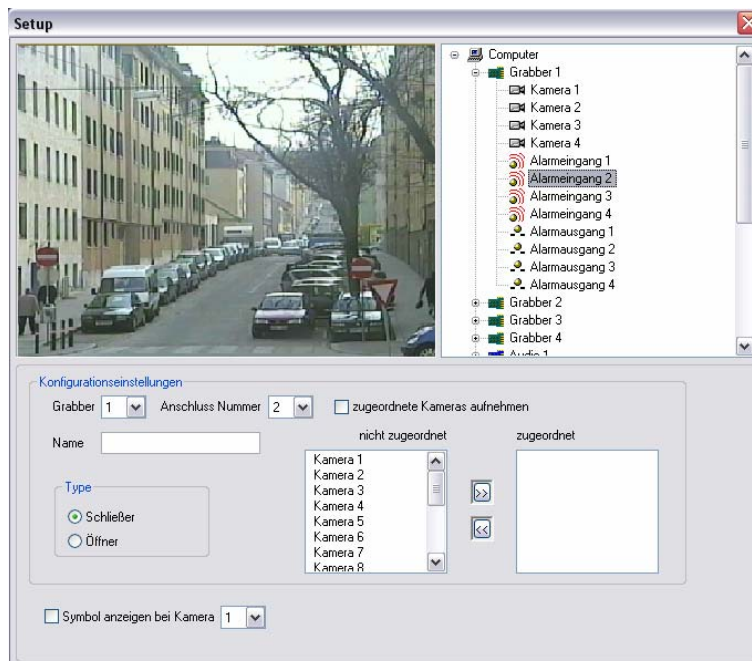 Setup
Computer
Grabber 1
Kamera 1
Kamera 2
Kamera 3
Kamera 4
Alarmeingang 1
Alarmeingang 2
Alarmeingang 3
Alarmeingang 4
Alarmausgang 1
Alarmausgang 2
Alarmausgang 3
Alarmausgang 4
Grabber 2
Grabber 3
Grabber 4
Audio 1
Konfigurationseinstellungen
Grabber 1 Anschluss Nummer 2 zugeordnete Kameras aufnehmen
Name nicht zugeordnet zugeordnet
Kamera 1
Kamera 2
Kamera 3
Kamera 4
Kamera 5
Kamera 6
Kamera 7
Kamera 8
>>
<<
Type
Schließer
Öffner
Symbol anzeigen bei Kamera 1